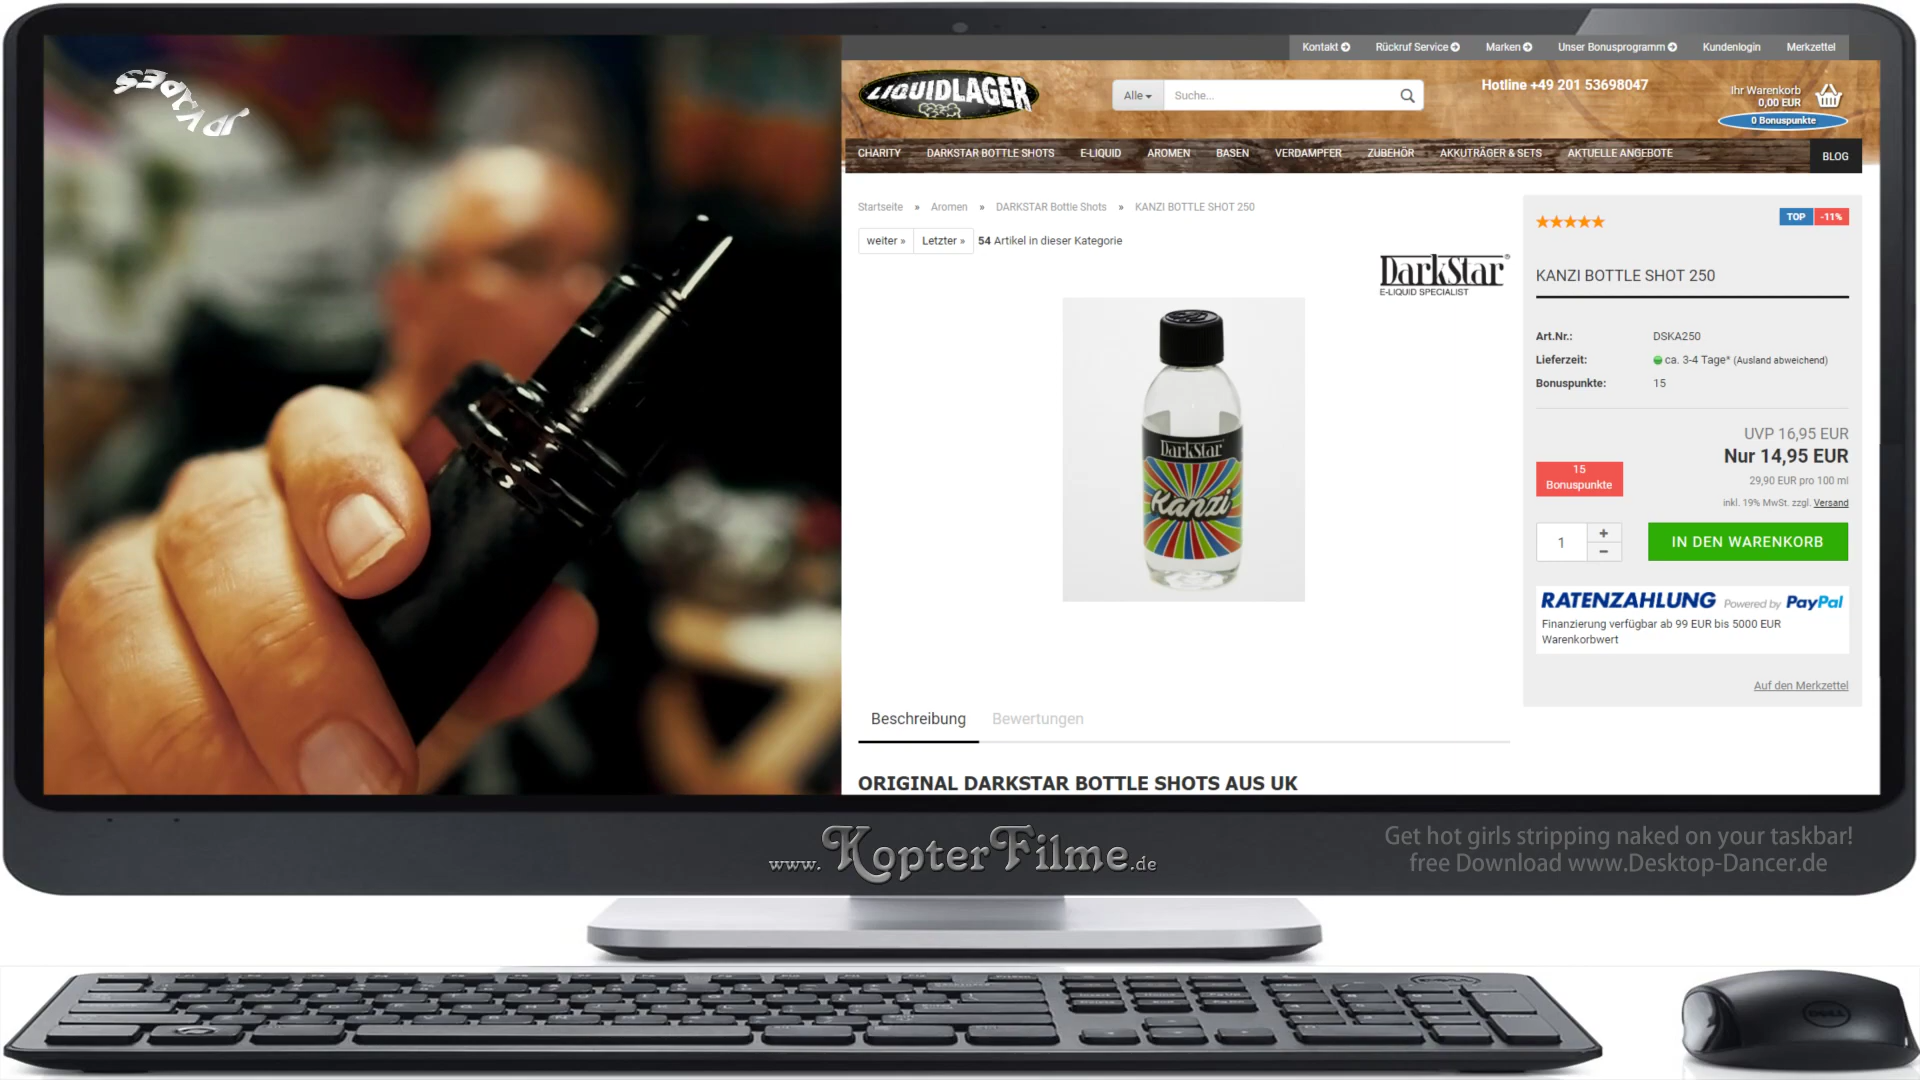 JPVAPES
Kontakt
Rückruf Service
Marken
Unser Bonusprogramm
Kundenlogin
Merkzettel
LIQUIDLAGER
Alle
Suche...
Hotline +49 201 53698047
Ihr Warenkorb
0,00 EUR
0 Bonuspunkte
CHARITY
DARKSTAR BOTTLE SHOTS
E-LIQUID
AROMEN
BASEN
VERDAMPFER
ZUBEHÖR
AKKUTRÄGER & SETS
AKTUELLE ANGEBOTE
BLOG
Startseite » Aromen » DARKSTAR Bottle Shots » KANZI BOTTLE SHOT 250
weiter »
Letzter »
54 Artikel in dieser Kategorie
DarkStar®
E-LIQUID SPECIALIST
DarkStar
Kanzi
TOP
-11%
KANZI BOTTLE SHOT 250
Art.Nr.: DSKA250
Lieferzeit: ca. 3-4 Tage* (Ausland abweichend)
Bonuspunkte: 15
UVP 16,95 EUR
Nur 14,95 EUR
29,90 EUR pro 100 ml
inkl. 19% MwSt. zzgl. Versand
15
Bonuspunkte
1
+
−
IN DEN WARENKORB
RATENZAHLUNG Powered by PayPal
Finanzierung verfügbar ab 99 EUR bis 5000 EUR
Warenkorbwert
Auf den Merkzettel
Beschreibung
Bewertungen
ORIGINAL DARKSTAR BOTTLE SHOTS AUS UK
www.KopterFilme.de
Get hot girls stripping naked on your taskbar!
free Download www.Desktop-Dancer.de
DELL